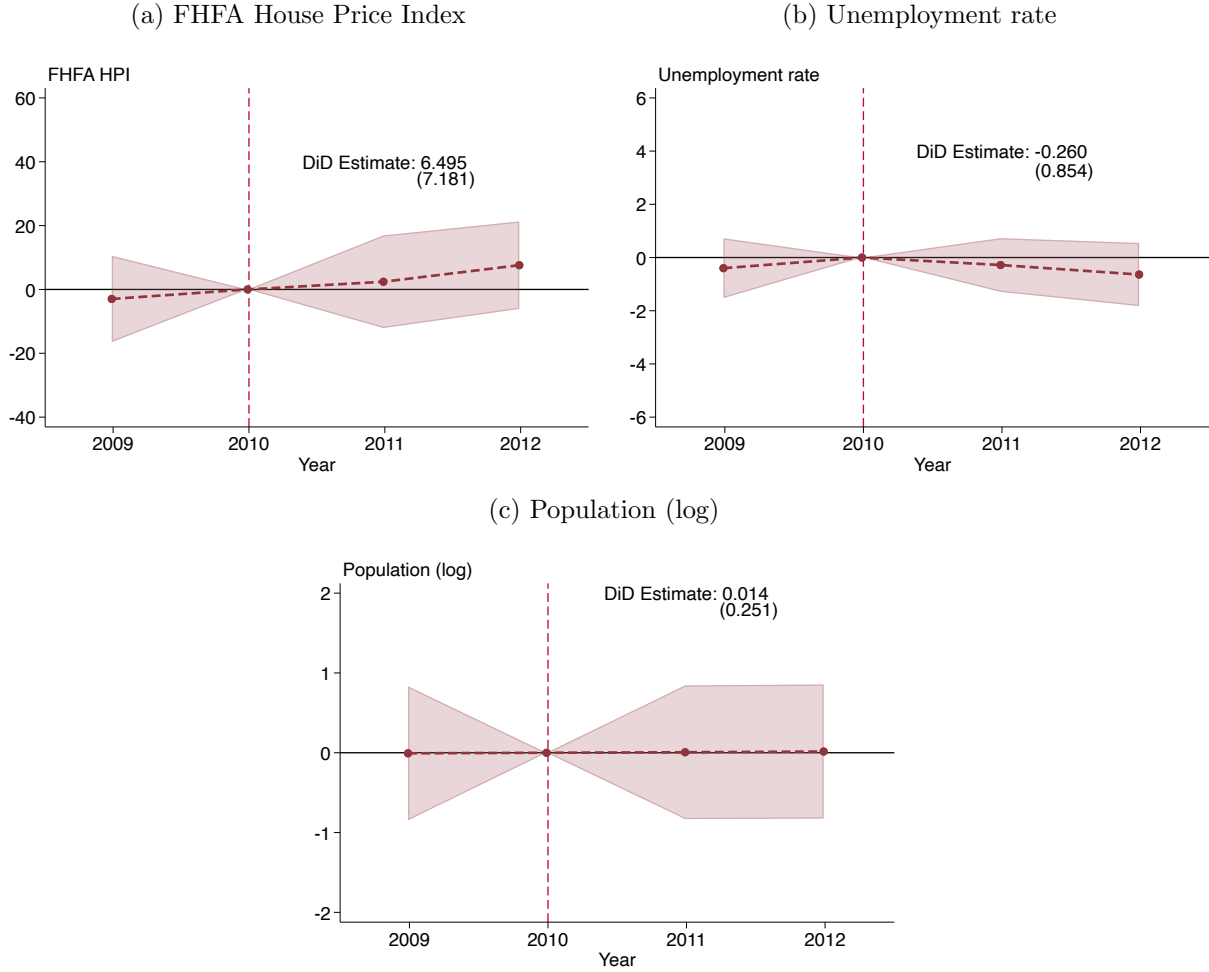 (a) FHFA House Price Index
FHFA HPI
60
40
20
0
-20
-40
DiD Estimate: 6.495
(7.181)
2009 2010 2011 2012
Year
(b) Unemployment rate
Unemployment rate
6
4
2
0
-2
-4
-6
DiD Estimate: -0.260
(0.854)
2009 2010 2011 2012
Year
(c) Population (log)
Population (log)
2
1
0
-1
-2
DiD Estimate: 0.014
(0.251)
2009 2010 2011 2012
Year